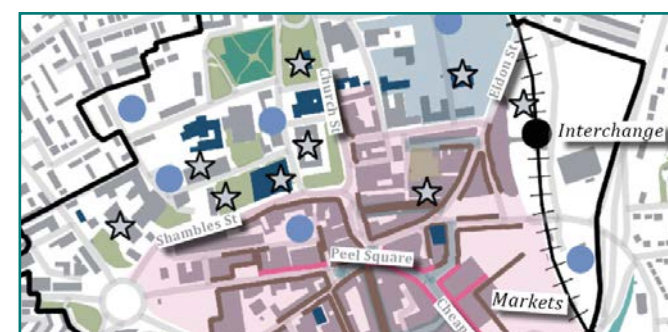 Eldon St
Church St
Interchange
Shambles St
Peel Square
Markets
Cheap